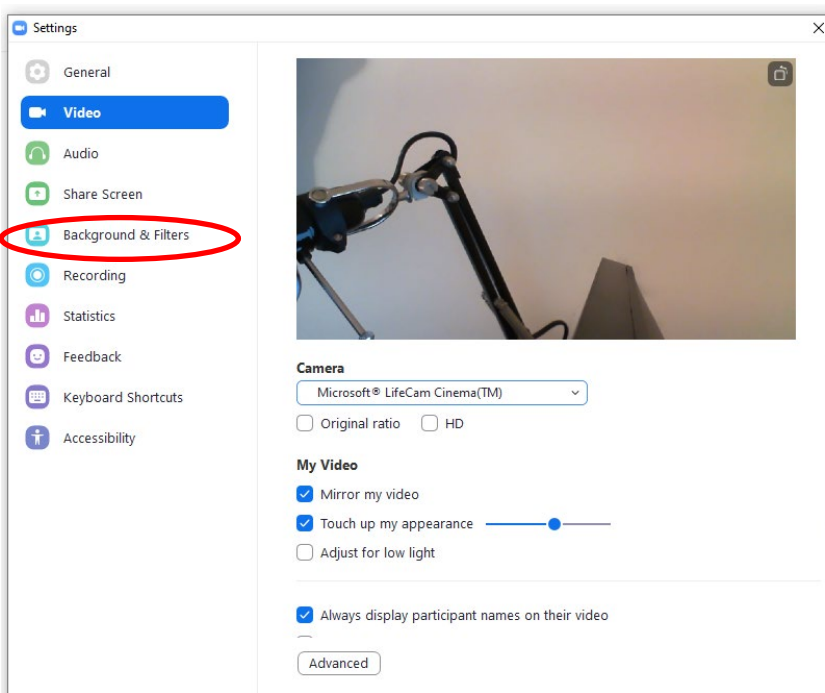 Settings
General
Video
Audio
Share Screen
Background & Filters
Recording
Statistics
Feedback
Keyboard Shortcuts
Accessibility
Camera
Microsoft® LifeCam Cinema(TM)
Original ratio HD
My Video
Mirror my video
Touch up my appearance
Adjust for low light
Always display participant names on their video
Advanced